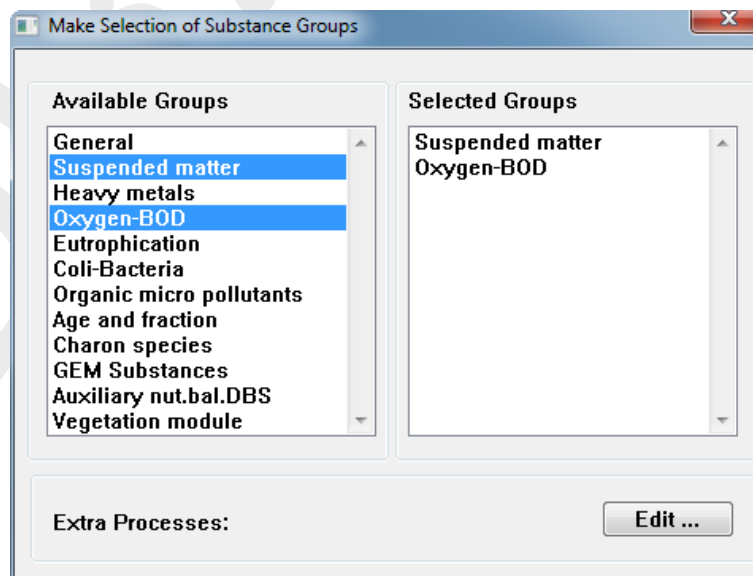 Make Selection of Substance Groups
Available Groups
General
Suspended matter
Heavy metals
Oxygen-BOD
Eutrophication
Coli-Bacteria
Organic micro pollutants
Age and fraction
Charon species
GEM Substances
Auxiliary nut.bal.DBS
Vegetation module
Selected Groups
Suspended matter
Oxygen-BOD
Extra Processes:
Edit ...